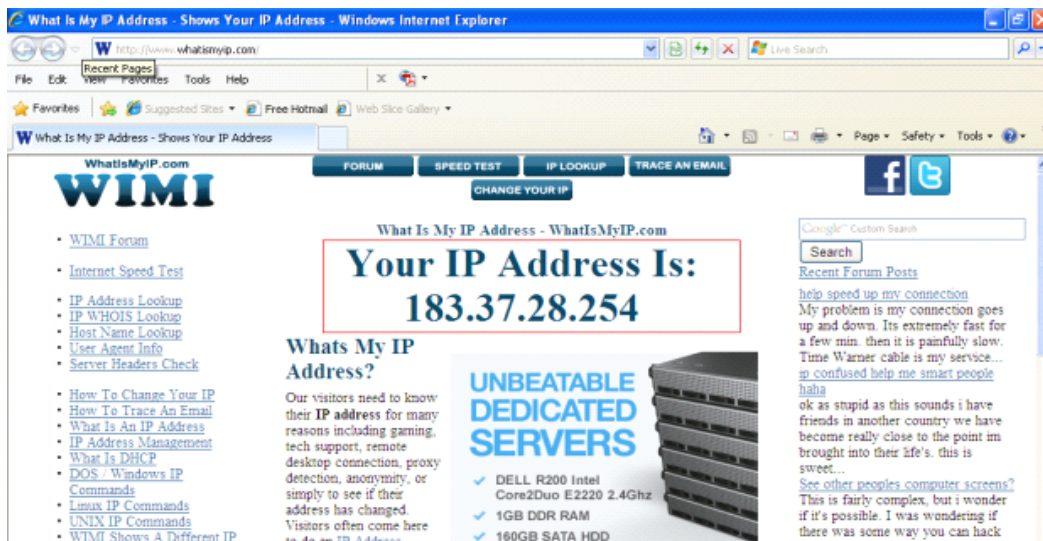 What Is My IP Address - Shows Your IP Address - Windows Internet Explorer
W http://www.whatismyip.com/
Live Search
Recent Pages
File Edit View Favorites Tools Help
Favorites
Suggested Sites
Free Hotmail
Web Slice Gallery
W What Is My IP Address - Shows Your IP Address
Page Safety Tools
WhatIsMyIP.com
WIMI
FORUM
SPEED TEST
IP LOOKUP
TRACE AN EMAIL
CHANGE YOUR IP
f
t
WIMI Forum
Internet Speed Test
IP Address Lookup
IP WHOIS Lookup
Host Name Lookup
User Agent Info
Server Headers Check
How To Change Your IP
How To Trace An Email
What Is An IP Address
IP Address Management
What Is DHCP
DOS / Windows IP
Commands
Linux IP Commands
UNIX IP Commands
WIMI Shows A Different IP
What Is My IP Address - WhatIsMyIP.com
Your IP Address Is:
183.37.28.254
Whats My IP
Address?
Our visitors need to know
their IP address for many
reasons including gaming,
tech support, remote
desktop connection, proxy
detection, anonymity, or
simply to see if their
address has changed.
Visitors often come here
to do an IP Address
UNBEATABLE
DEDICATED
SERVERS
DELL R200 Intel
Core2Duo E2220 2.4Ghz
1GB DDR RAM
160GB SATA HDD
Google™ Custom Search
Search
Recent Forum Posts
help speed up my connection
My problem is my connection goes
up and down. Its extremely fast for
a few min. then it is painfully slow.
Time Warner cable is my service...
ip confused help me smart people
haha
ok as stupid as this sounds i have
friends in another country we have
become really close to the point im
brought into their life's. this is
sweet...
See other peoples computer screens?
This is fairly complex, but i wonder
if it's possible. I was wondering if
there was some way you can hack